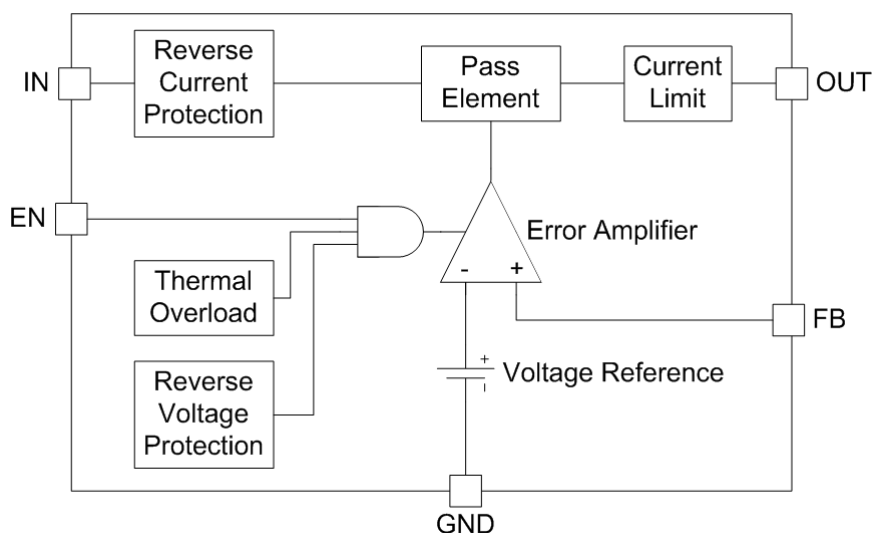 Reverse
Current
Protection
Pass
Element
Current
Limit
IN
OUT
EN
Error Amplifier
-
+
Thermal
Overload
FB
Reverse
Voltage
Protection
+
Voltage Reference
-
GND